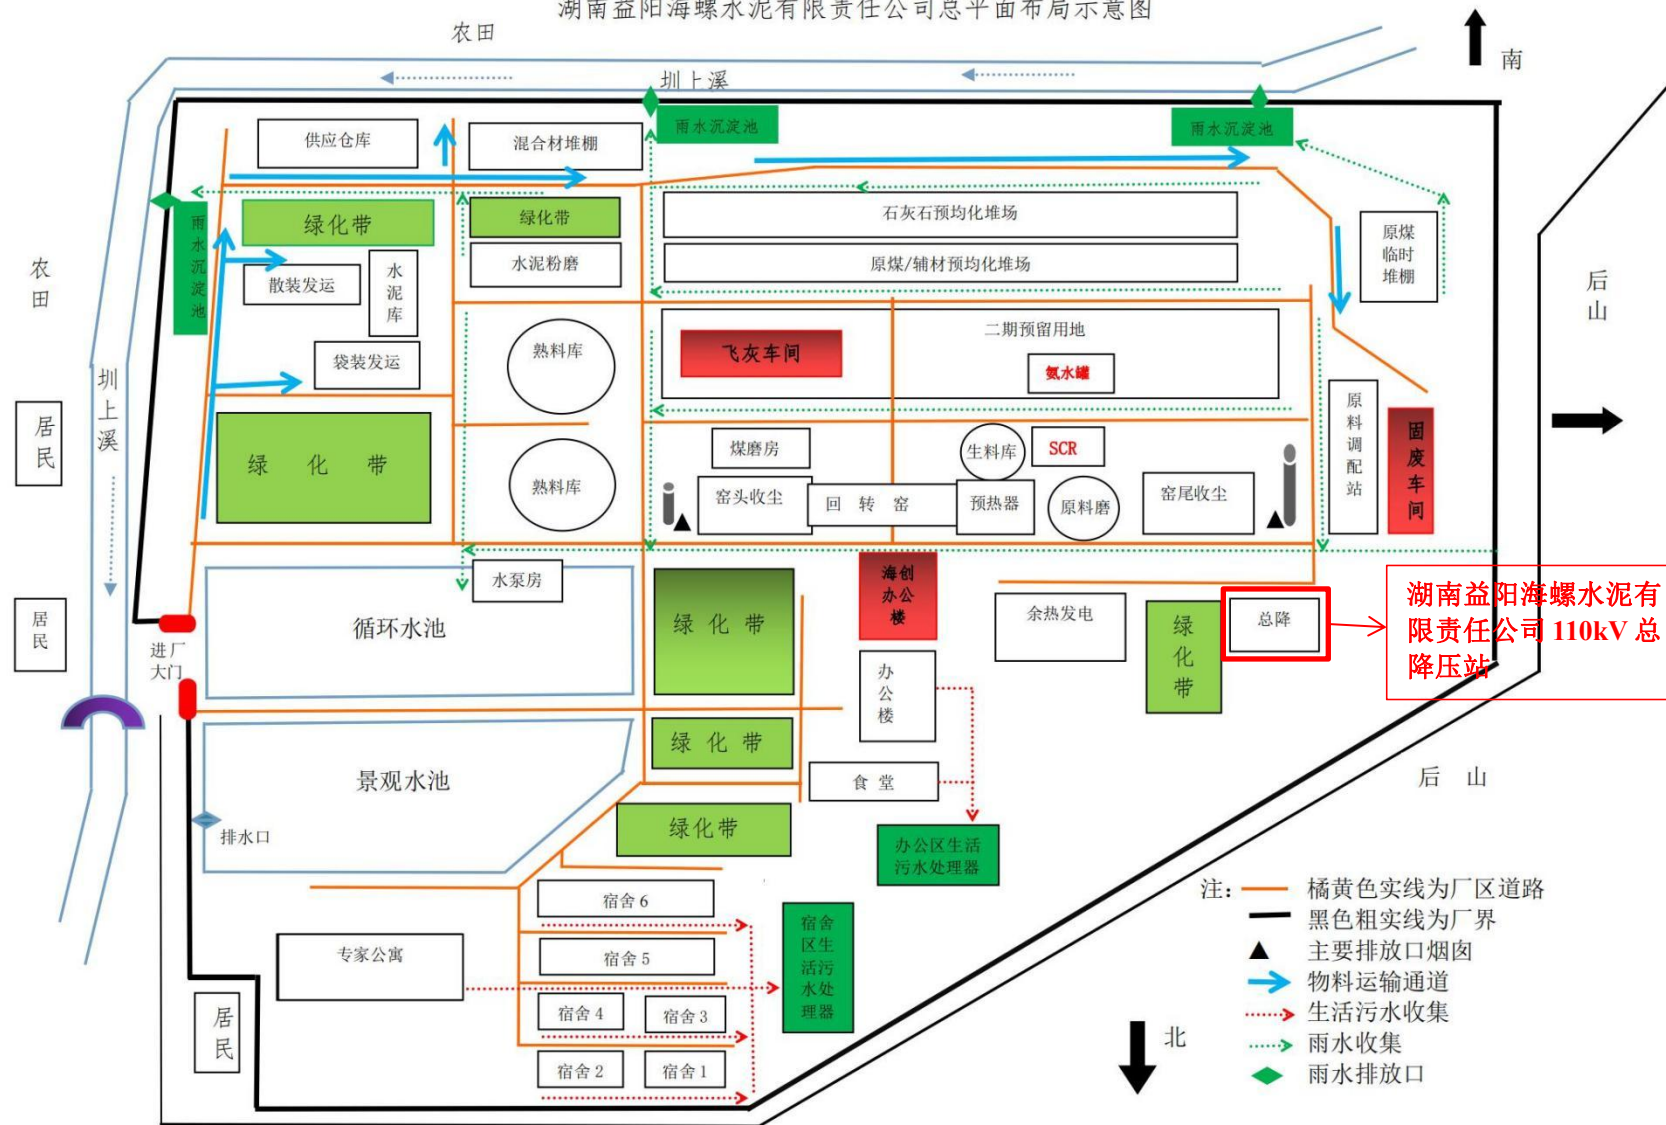 湖南益阳海螺水泥有限责任公司总平面布局示意图
农田
南
圳上溪
供应仓库
混合材堆棚
雨水沉淀池
雨水沉淀池
雨
水
沉
淀
池
绿化带
绿化带
石灰石预均化堆场
原煤
临时
堆棚
水泥粉磨
原煤/辅材预均化堆场
农
田
散装发运
水
泥
库
后
山
袋装发运
熟料库
飞灰车间
二期预留用地
氨水罐
圳
上
溪
居
民
原
料
调
配
站
固
废
车
间
绿 化 带
熟料库
煤磨房
生料库
SCR
窑头收尘
回 转 窑
预热器
原料磨
窑尾收尘
水泵房
海创
办公
楼
居
民
循环水池
绿 化 带
余热发电
绿
化
带
总降
湖南益阳海螺水泥有
限责任公司 110kV 总
降压站
进厂
大门
办
公
楼
绿 化 带
景观水池
食 堂
后 山
排水口
绿化带
办公区生活
污水处理器
宿舍 6
宿舍
区生
活污
水处
理器
专家公寓
宿舍 5
宿舍 4
宿舍 3
居
民
宿舍 2
宿舍 1
北
注:
橘黄色实线为厂区道路
黑色粗实线为厂界
主要排放口烟囱
物料运输通道
生活污水收集
雨水收集
雨水排放口